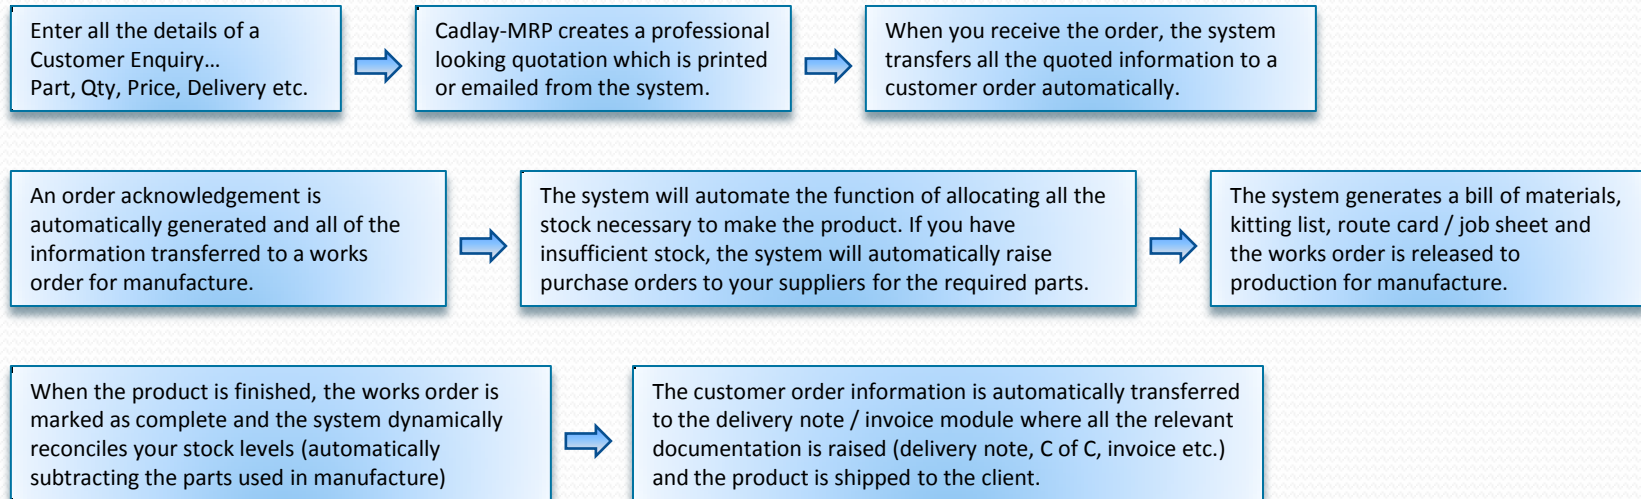 Enter all the details of a
Customer Enquiry…
Part, Qty, Price, Delivery etc.
Cadlay-MRP creates a professional
looking quotation which is printed
or emailed from the system.
When you receive the order, the system
transfers all the quoted information to a
customer order automatically.
An order acknowledgement is
automatically generated and all of the
information transferred to a works
order for manufacture.
The system will automate the function of allocating all the
stock necessary to make the product. If you have
insufficient stock, the system will automatically raise
purchase orders to your suppliers for the required parts.
The system generates a bill of materials,
kitting list, route card / job sheet and
the works order is released to
production for manufacture.
When the product is finished, the works order is
marked as complete and the system dynamically
reconciles your stock levels (automatically
subtracting the parts used in manufacture)
The customer order information is automatically transferred
to the delivery note / invoice module where all the relevant
documentation is raised (delivery note, C of C, invoice etc.)
and the product is shipped to the client.